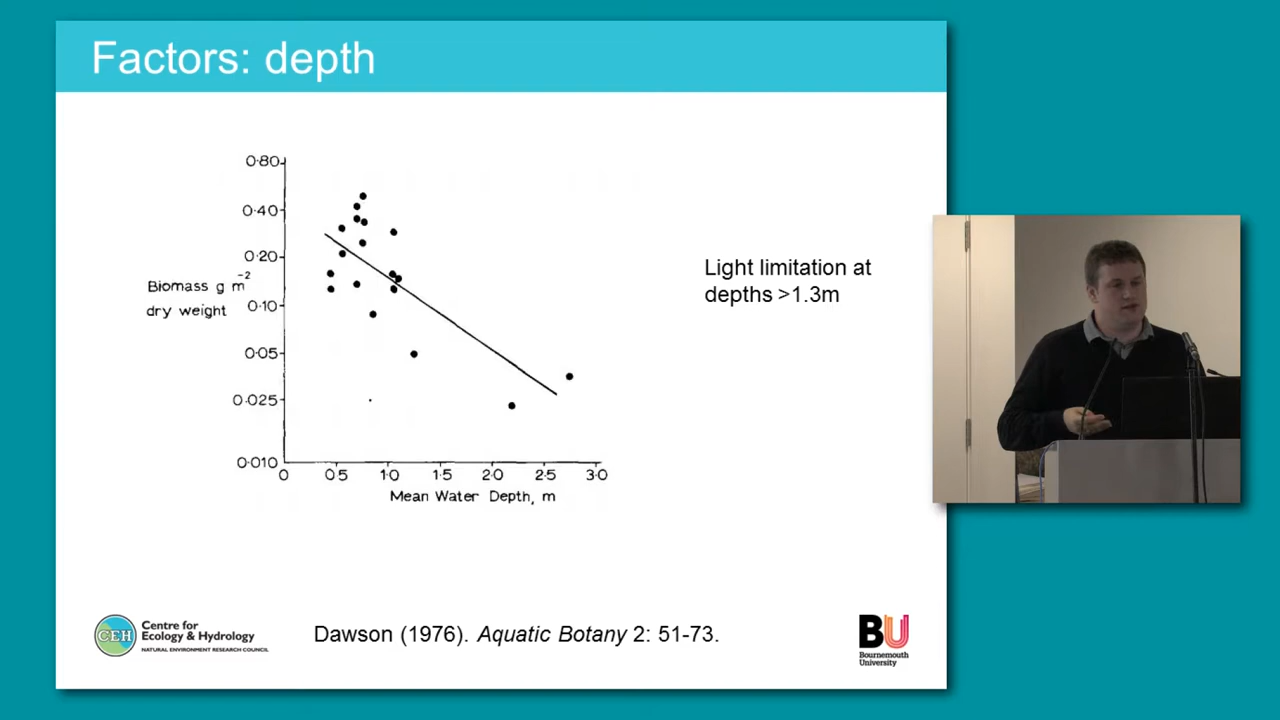 Factors: depth
0·80
0·40
0·20
Biomass g m⁻²
dry weight
0·10
0·05
0·025
0·010
0 0·5 1·0 1·5 2·0 2·5 3·0
Mean Water Depth, m
Light limitation at
depths >1.3m
CEH
Centre for
Ecology & Hydrology
NATURAL ENVIRONMENT RESEARCH COUNCIL
Dawson (1976). Aquatic Botany 2: 51-73.
BU
Bournemouth
University